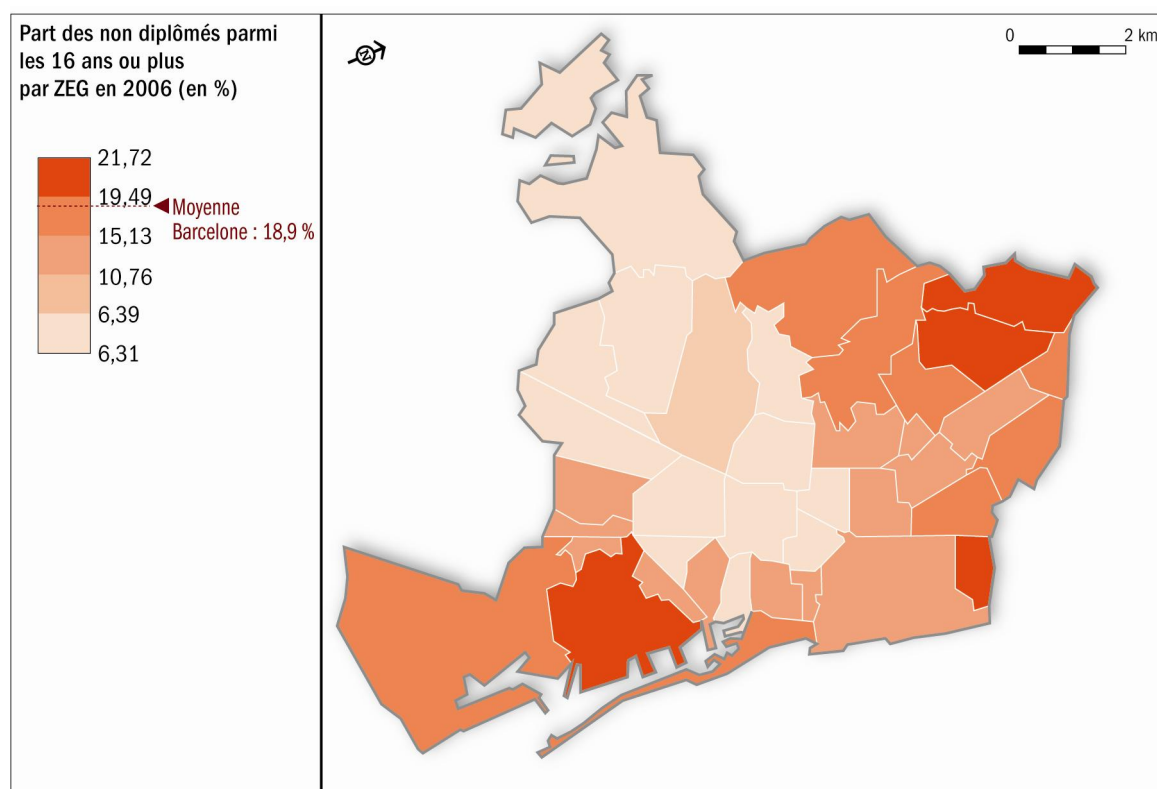 Part des non diplômés parmi
les 16 ans ou plus
par ZEG en 2006 (en %)
21,72
19,49
Moyenne
Barcelone : 18,9 %
15,13
10,76
6,39
6,31
N
0 2 km